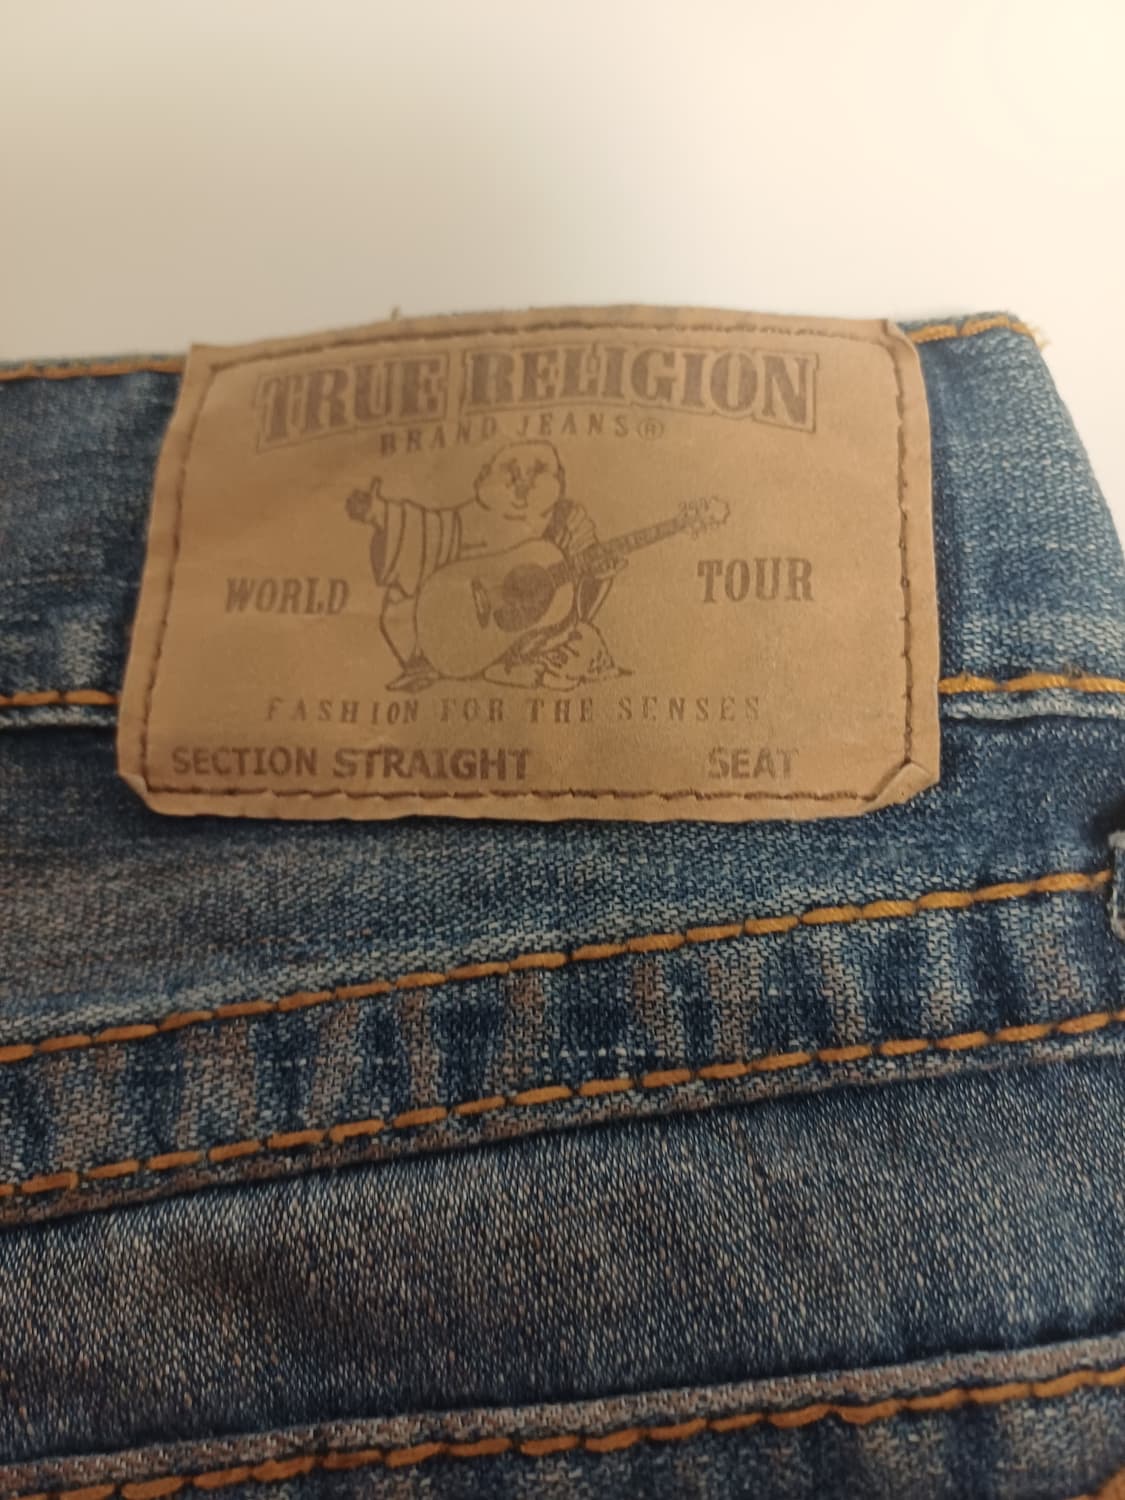 TRUE RELIGION
BRAND JEANS®
WORLD TOUR
FASHION FOR THE SENSES
SECTION STRAIGHT SEAT